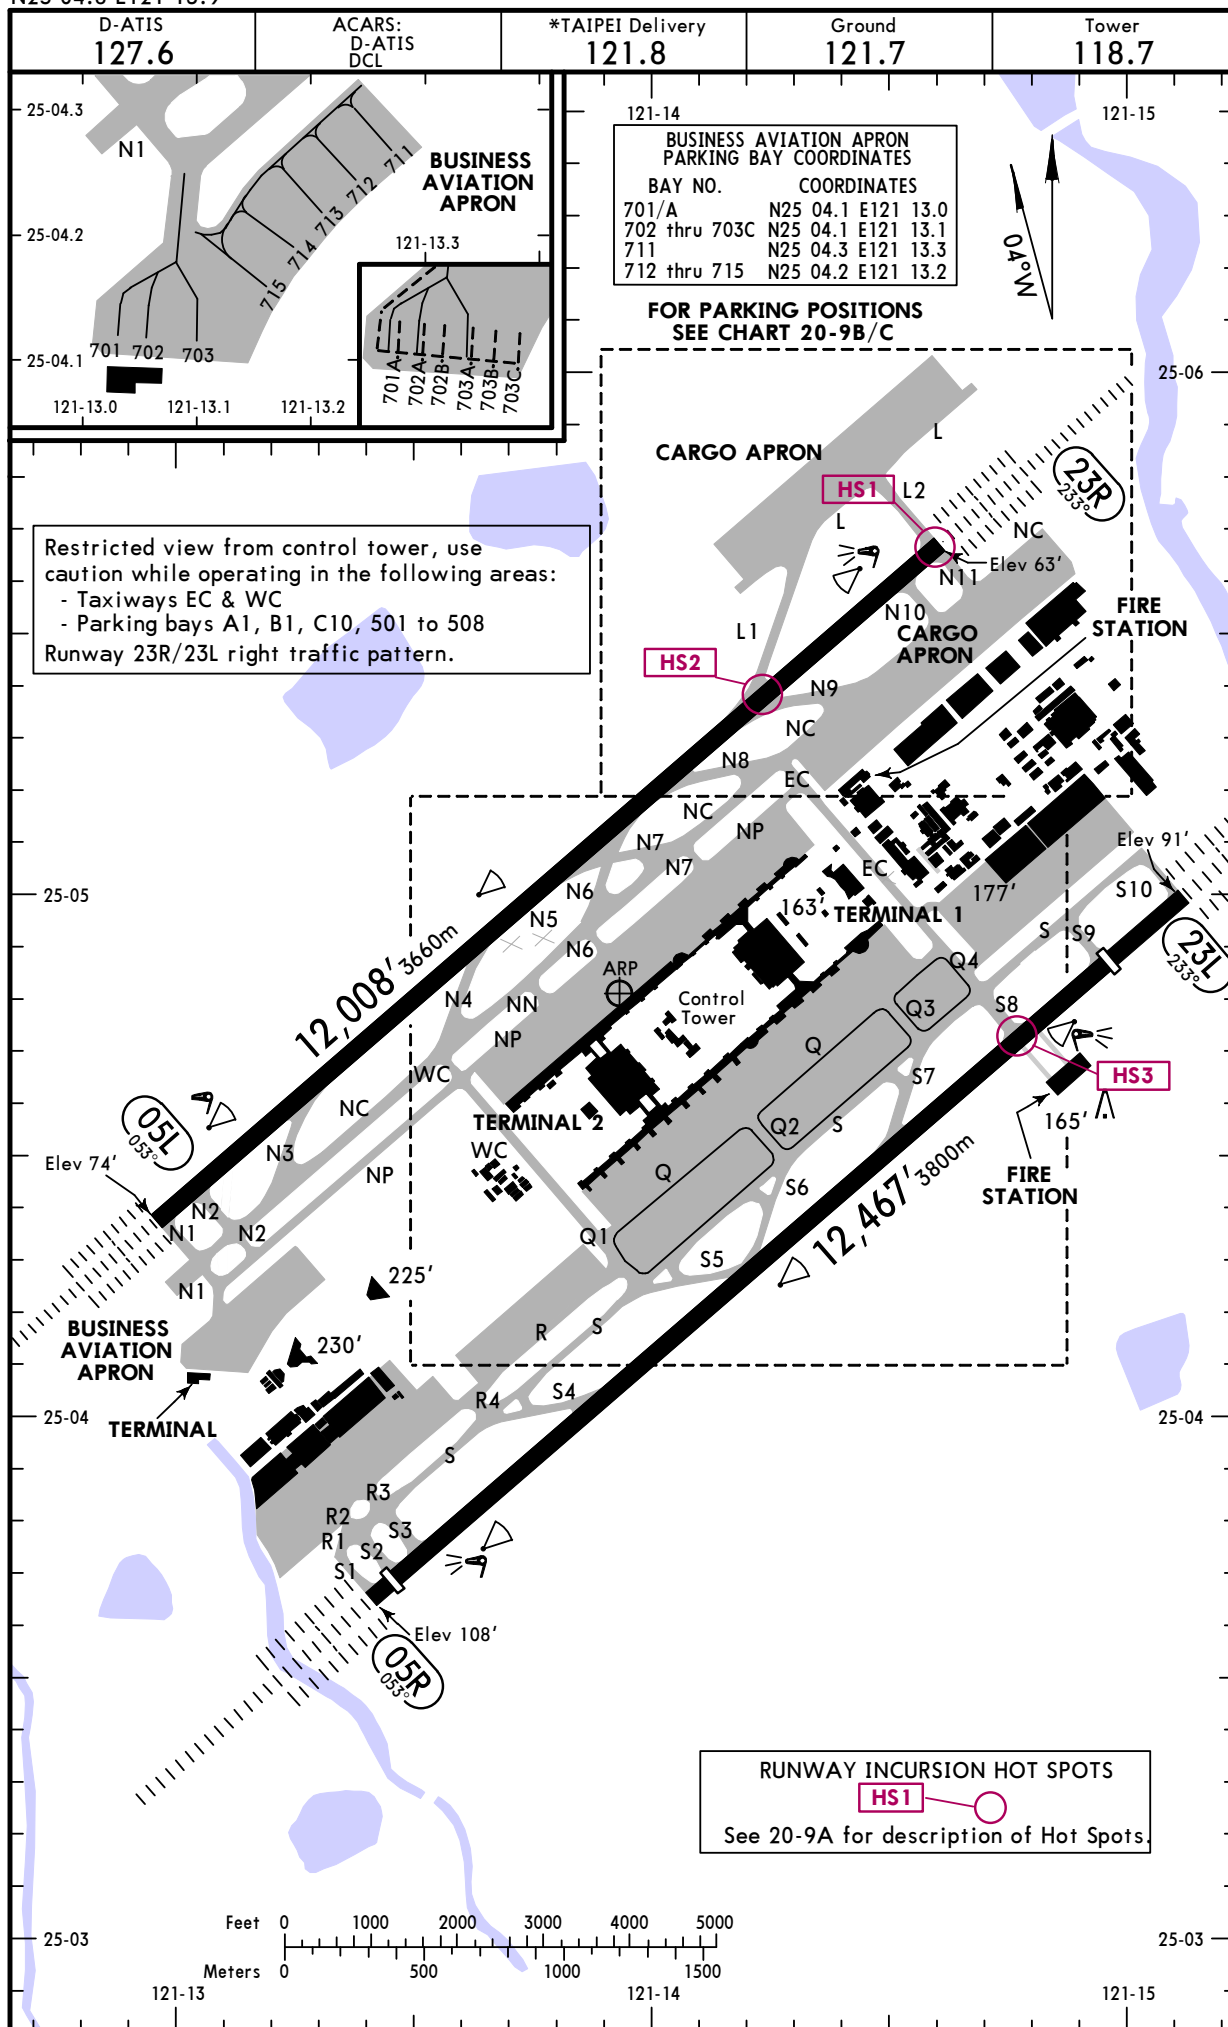 D-ATIS
127.6
ACARS:
D-ATIS
DCL
*TAIPEI Delivery
121.8
Ground
121.7
Tower
118.7
25-04.3
25-04.2
25-04.1
N1
BUSINESS
AVIATION
APRON
711
712
713
714
715
701
702
703
121-13.0
121-13.1
121-13.2
121-13.3
701A
702A
702B
703A
703B
703C
121-14
121-15
BUSINESS AVIATION APRON
PARKING BAY COORDINATES
BAY NO. COORDINATES
701/A N25 04.1 E121 13.0
702 thru 703C N25 04.1 E121 13.1
711 N25 04.3 E121 13.3
712 thru 715 N25 04.2 E121 13.2
04°W
FOR PARKING POSITIONS
SEE CHART 20-9B/C
25-06
CARGO APRON
L
HS1
L2
L
23R
233°
NC
Elev 63'
N11
N10
CARGO
APRON
FIRE
STATION
Restricted view from control tower, use
caution while operating in the following areas:
- Taxiways EC & WC
- Parking bays A1, B1, C10, 501 to 508
Runway 23R/23L right traffic pattern.
L1
HS2
N9
NC
N8
EC
NC
NP
N7
N7
EC
Elev 91'
25-05
N6
N5
N6
163'
TERMINAL 1
177'
S10
S
S9
23L
233°
12,008' 3660m
ARP
Q4
N4
NN
Control
Tower
Q3
S8
NP
Q
WC
S7
HS3
NC
TERMINAL 2
Q2
S
165'
05L
053°
N3
WC
Elev 74'
NP
Q
S6
FIRE
STATION
N2
N1
N2
Q1
12,467' 3800m
S5
N1
225'
BUSINESS
AVIATION
APRON
R
S
230'
TERMINAL
S4
R4
25-04
25-04
S
R3
R2
R1
S3
S2
S1
Elev 108'
05R
053°
RUNWAY INCURSION HOT SPOTS
HS1
See 20-9A for description of Hot Spots.
Feet 0 1000 2000 3000 4000 5000
Meters 0 500 1000 1500
25-03
25-03
121-13
121-14
121-15